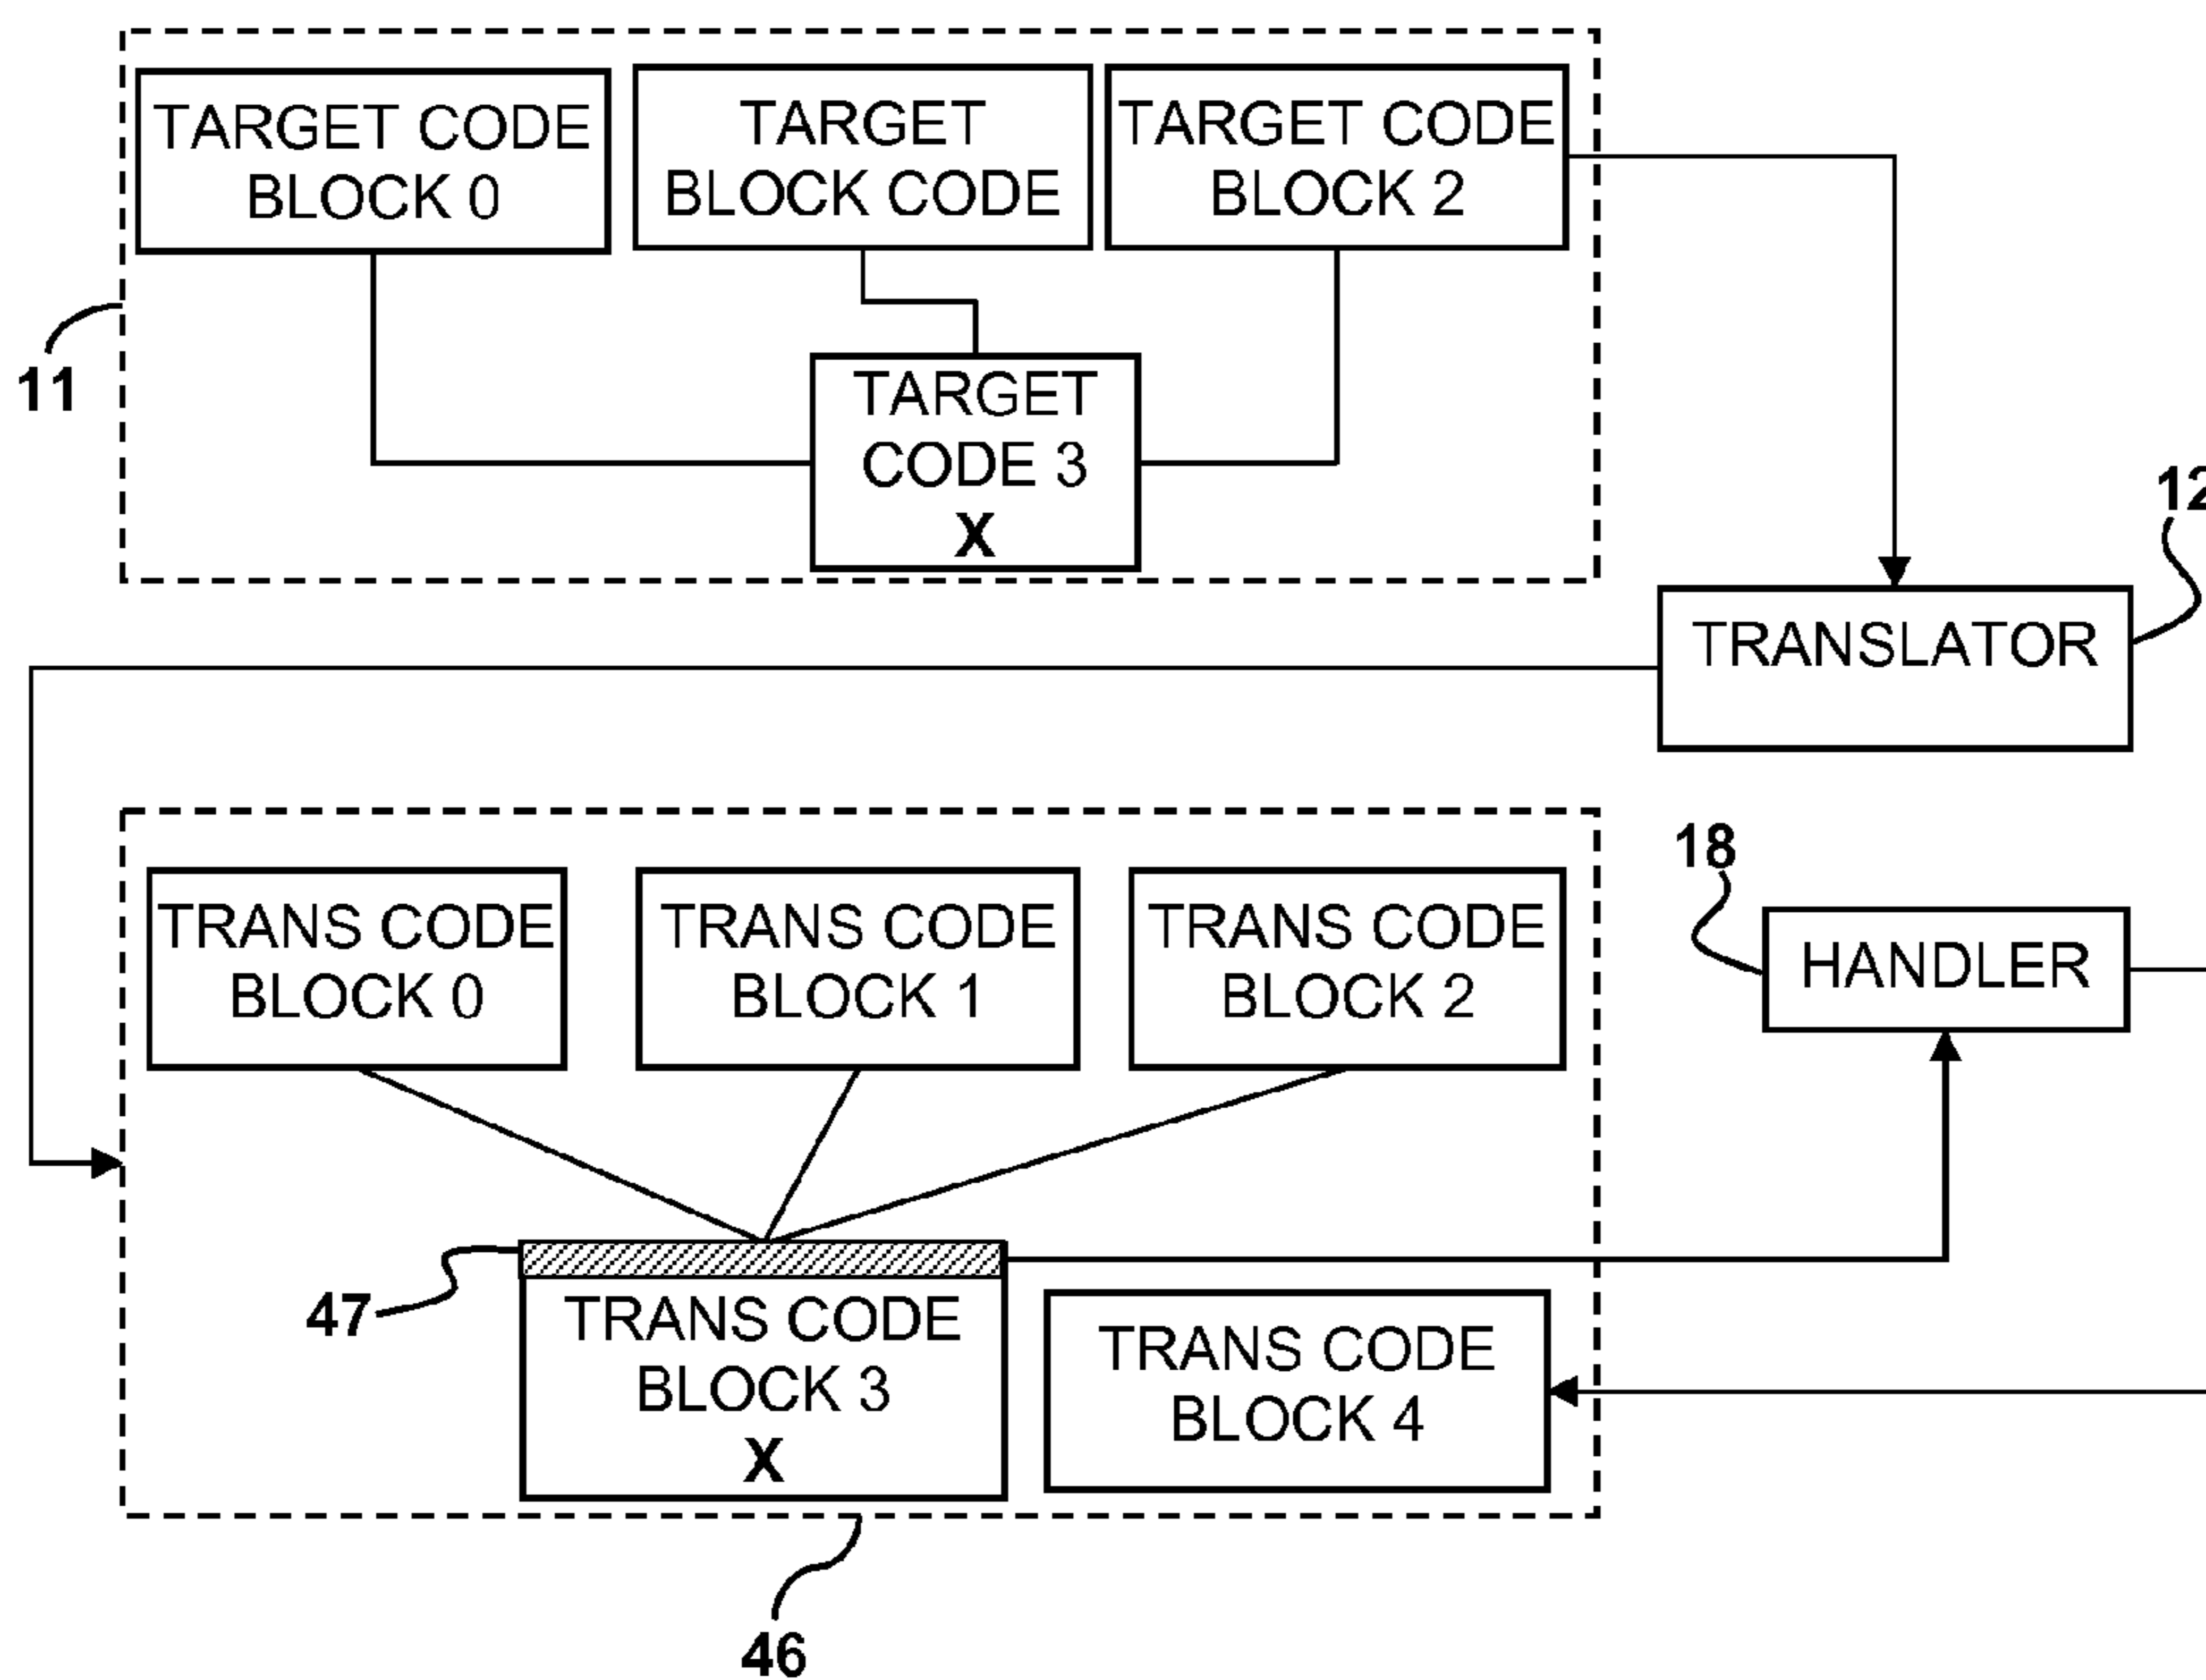 TARGET CODE
BLOCK 0
TARGET
BLOCK CODE
TARGET CODE
BLOCK 2
11
TARGET
CODE 3
X
12
TRANSLATOR
TRANS CODE
BLOCK 0
TRANS CODE
BLOCK 1
TRANS CODE
BLOCK 2
18
HANDLER
47
TRANS CODE
BLOCK 3
X
TRANS CODE
BLOCK 4
46